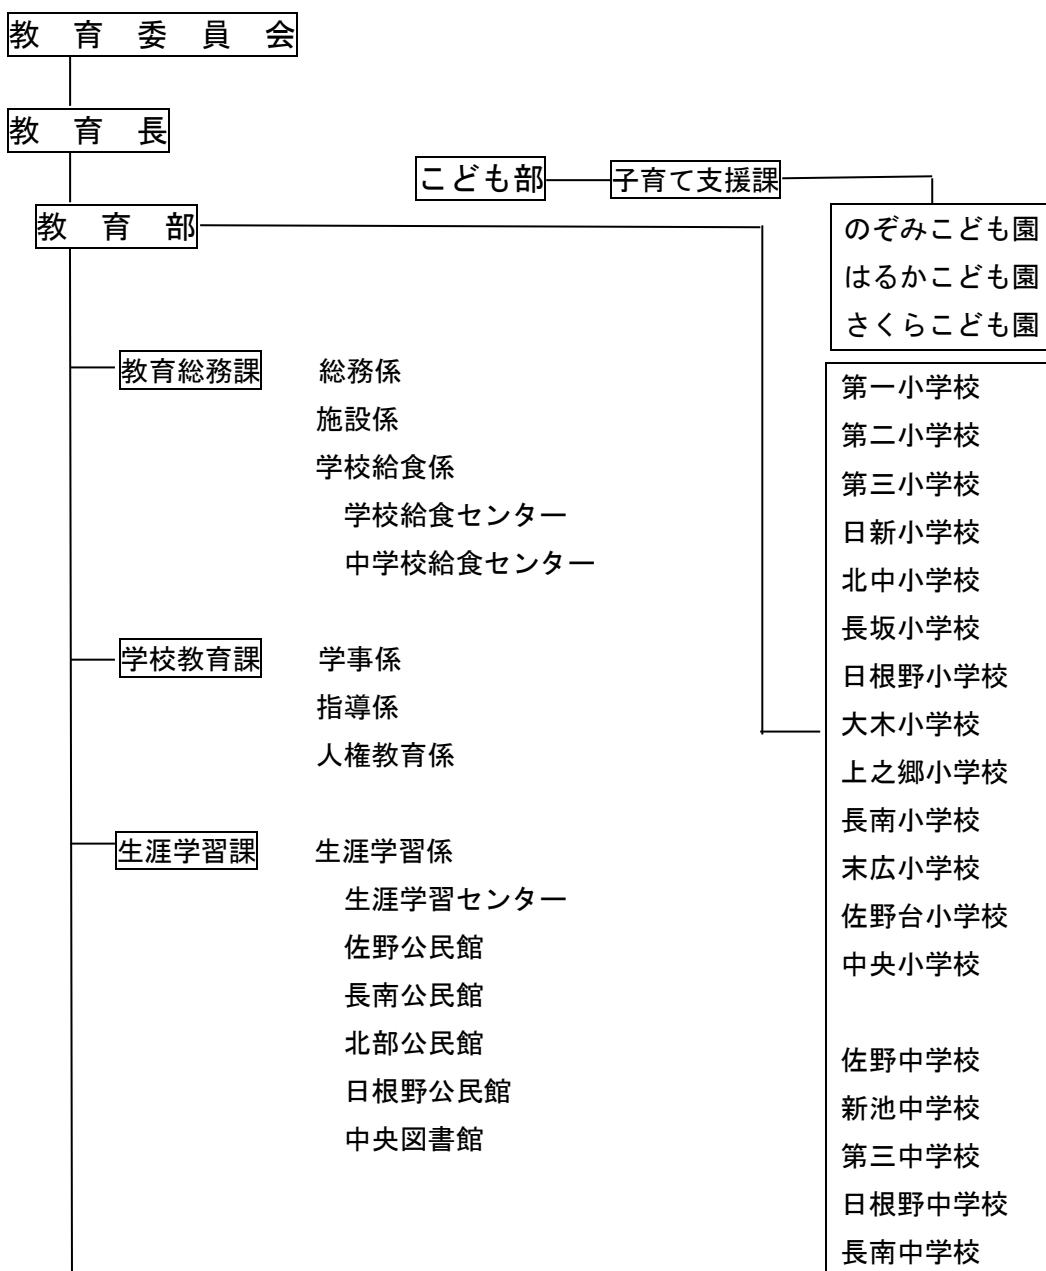 教　育　委　員　会
教　育　長
こども部
子育て支援課
教　育　部
のぞみこども園
はるかこども園
さくらこども園
教育総務課　　総務係
施設係
学校給食係
学校給食センター
中学校給食センター
学校教育課　　学事係
指導係
人権教育係
生涯学習課　　生涯学習係
生涯学習センター
佐野公民館
長南公民館
北部公民館
日根野公民館
中央図書館
第一小学校
第二小学校
第三小学校
日新小学校
北中小学校
長坂小学校
日根野小学校
大木小学校
上之郷小学校
長南小学校
末広小学校
佐野台小学校
中央小学校
佐野中学校
新池中学校
第三中学校
日根野中学校
長南中学校